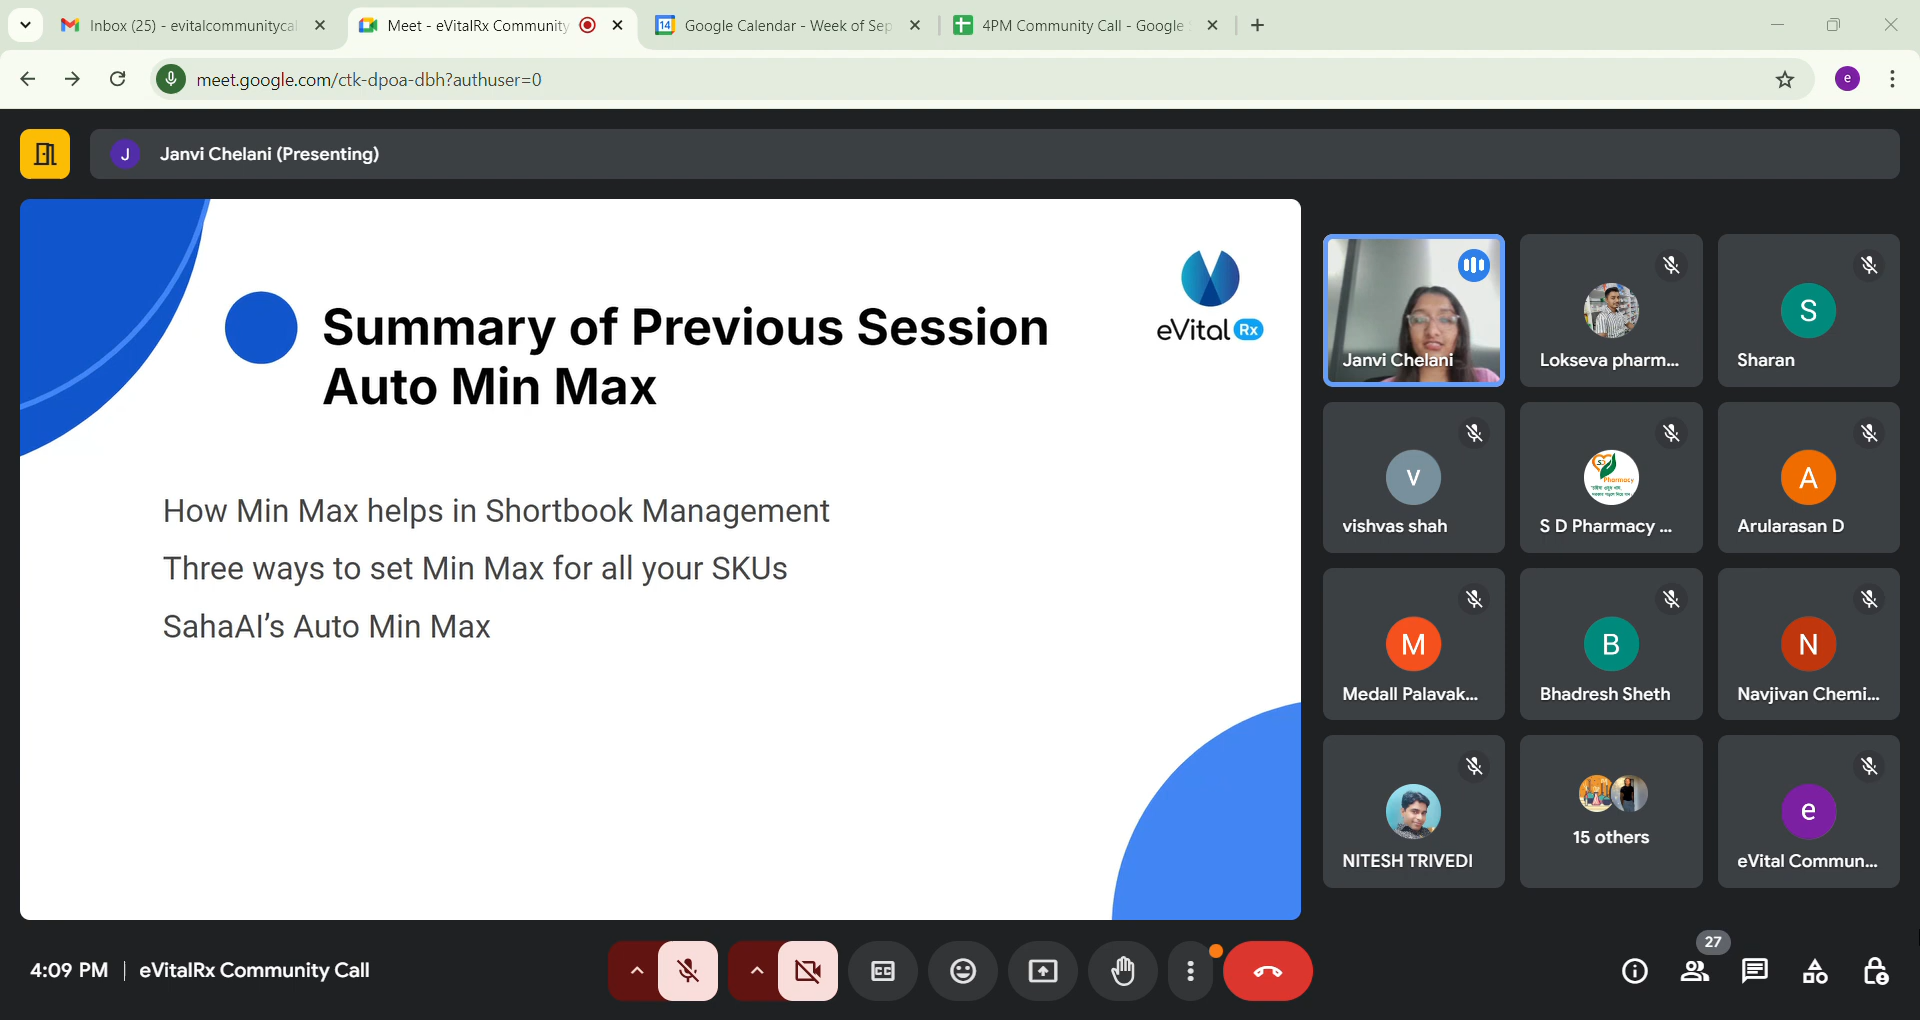 Inbox (25) - evitalcommunityca
Meet - eVitalRx Community
Google Calendar - Week of Sep
4PM Community Call - Google S
meet.google.com/ctk-dpoa-dbh?authuser=0
e
J
Janvi Chelani (Presenting)
eVital Rx
Summary of Previous Session
Auto Min Max
How Min Max helps in Shortbook Management
Three ways to set Min Max for all your SKUs
SahaAI's Auto Min Max
Janvi Chelani
Lokseva pharm...
S
Sharan
V
vishvas shah
Pharmacy
S D Pharmacy ...
A
Arularasan D
M
Medall Palavak...
B
Bhadresh Sheth
N
Navjivan Chemi...
NITESH TRIVEDI
15 others
e
eVital Commun...
4:09 PM | eVitalRx Community Call
CC
27